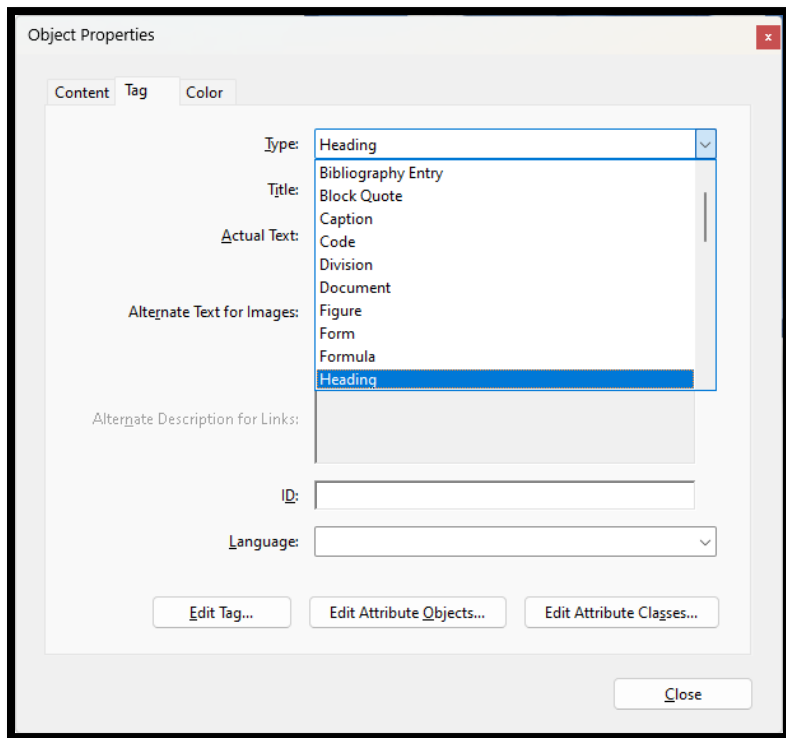 Object Properties
x
Content Tag Color
Type: Heading
Bibliography Entry
Title:
Block Quote
Caption
Actual Text:
Code
Division
Document
Alternate Text for Images:
Figure
Form
Formula
Heading
Alternate Description for Links:
ID:
Language:
Edit Tag... Edit Attribute Objects... Edit Attribute Classes...
Close